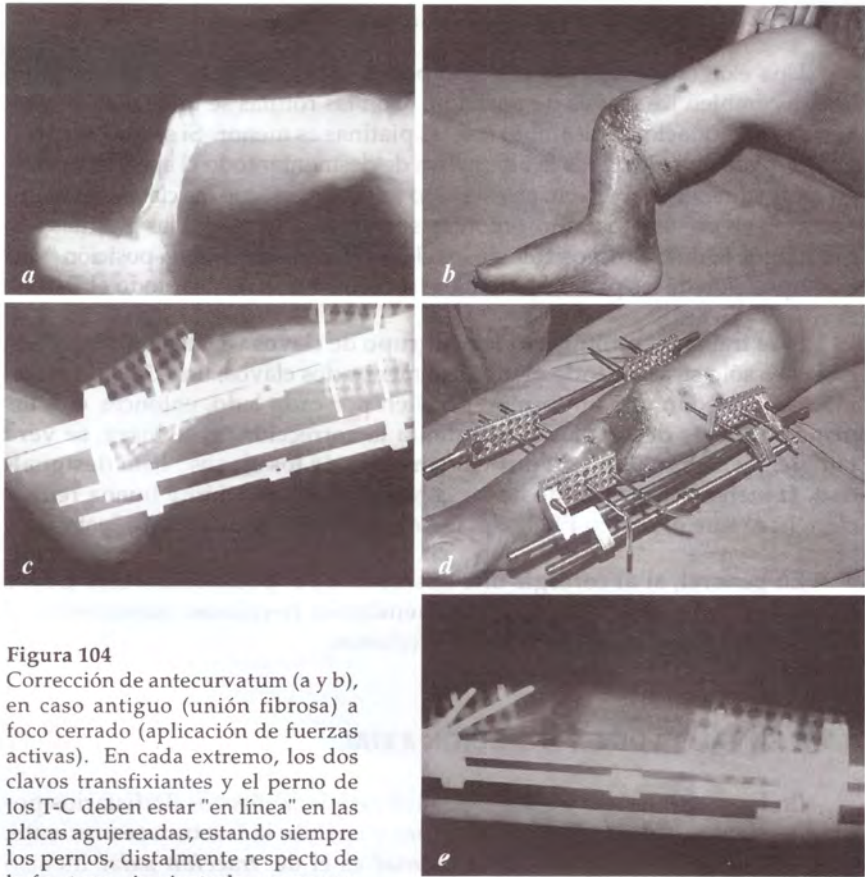 a
b
c
d
e
Figura 104
Corrección de antecurvatum (a y b),
en caso antiguo (unión fibrosa) a
foco cerrado (aplicación de fuerzas
activas). En cada extremo, los dos
clavos transfixiantes y el perno de
los T-C deben estar "en línea" en las
placas agujereadas, estando siempre
los pernos, distalmente respecto de